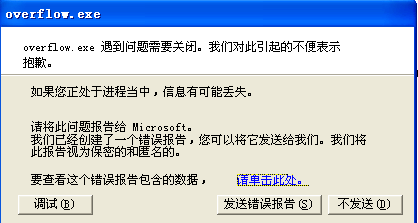 overflow.exe
overflow.exe 遇到问题需要关闭。我们对此引起的不便表示
抱歉。
如果您正处于进程当中，信息有可能丢失。
请将此问题报告给 Microsoft。
我们已经创建了一个错误报告，您可以将它发送给我们。我们将
此报告视为保密的和匿名的。
要查看这个错误报告包含的数据， 请单击此处。
调试(B) 发送错误报告(S) 不发送(D)